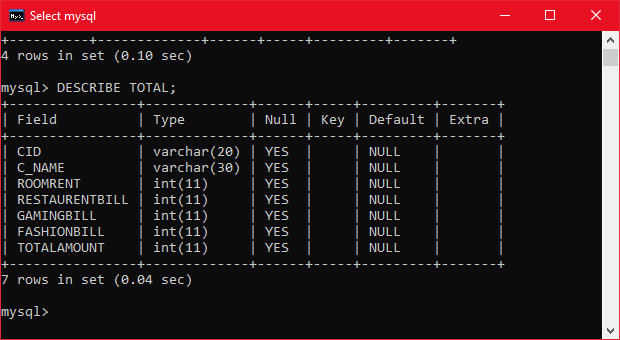 Select mysql
+----------+-------------+------+-----+---------+-------+
4 rows in set (0.10 sec)
mysql> DESCRIBE TOTAL;
+----------------+-------------+------+-----+---------+-------+
| Field          | Type        | Null | Key | Default | Extra |
+----------------+-------------+------+-----+---------+-------+
| CID            | varchar(20) | YES  |     | NULL    |       |
| C_NAME         | varchar(30) | YES  |     | NULL    |       |
| ROOMRENT       | int(11)     | YES  |     | NULL    |       |
| RESTAURENTBILL | int(11)     | YES  |     | NULL    |       |
| GAMINGBILL     | int(11)     | YES  |     | NULL    |       |
| FASHIONBILL    | int(11)     | YES  |     | NULL    |       |
| TOTALAMOUNT    | int(11)     | YES  |     | NULL    |       |
+----------------+-------------+------+-----+---------+-------+
7 rows in set (0.04 sec)
mysql>